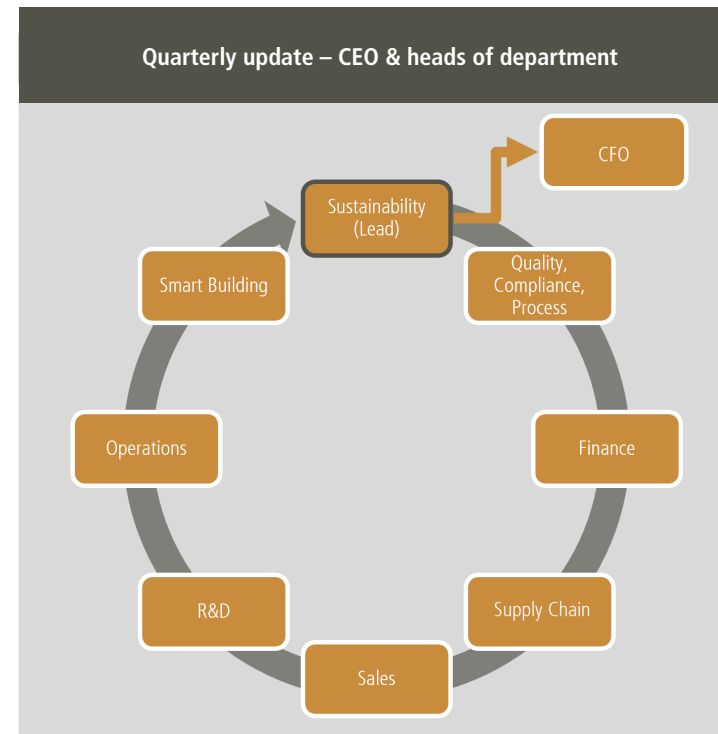 Quarterly update – CEO & heads of department
CFO
Sustainability
(Lead)
Quality,
Compliance,
Process
Finance
Supply Chain
Sales
R&D
Operations
Smart Building